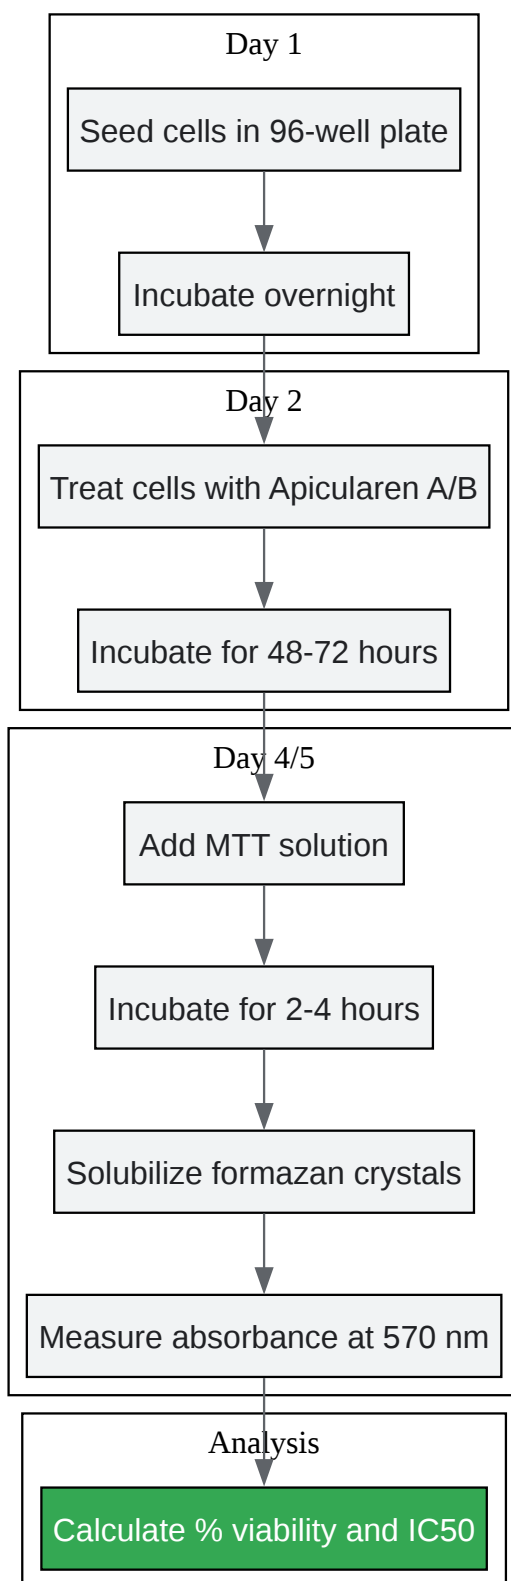 Day 1
Seed cells in 96-well plate
Incubate overnight
Day 2
Treat cells with Apicularen A/B
Incubate for 48-72 hours
Day 4/5
Add MTT solution
Incubate for 2-4 hours
Solubilize formazan crystals
Measure absorbance at 570 nm
Analysis
Calculate % viability and IC50